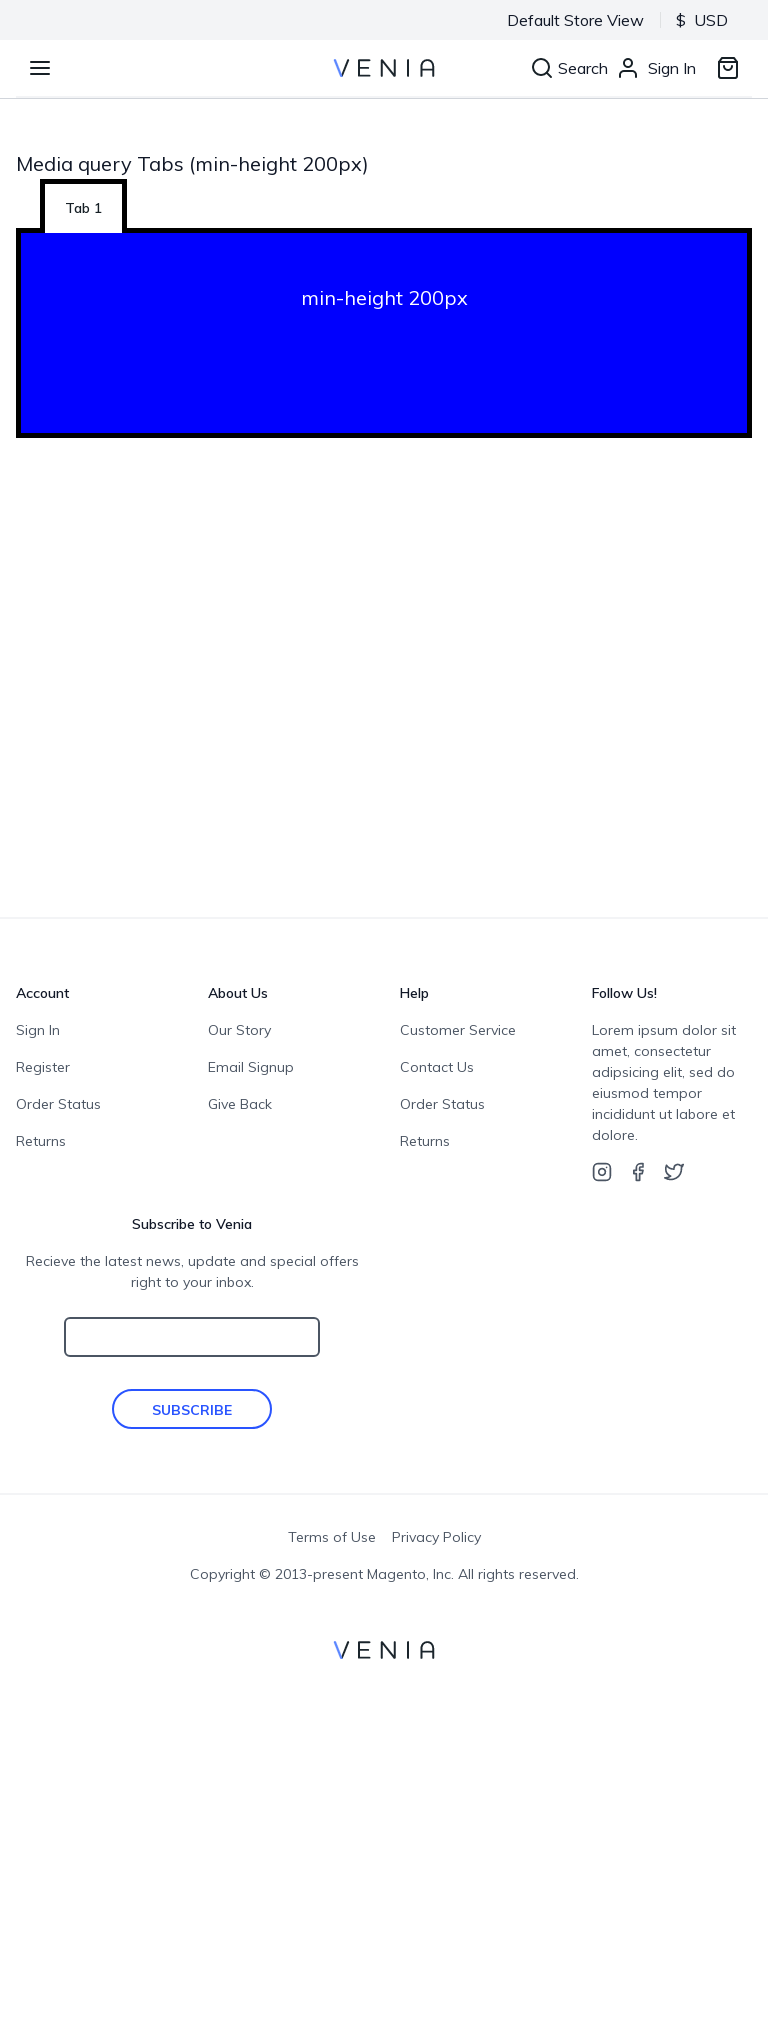 Default Store View
$ USD
VENIA
Search
Sign In
Media query Tabs (min-height 200px)
Tab 1
min-height 200px
Account
Sign In
Register
Order Status
Returns
About Us
Our Story
Email Signup
Give Back
Help
Customer Service
Contact Us
Order Status
Returns
Follow Us!
Lorem ipsum dolor sit
amet, consectetur
adipsicing elit, sed do
eiusmod tempor
incididunt ut labore et
dolore.
Subscribe to Venia
Recieve the latest news, update and special offers
right to your inbox.
SUBSCRIBE
Terms of Use
Privacy Policy
Copyright © 2013-present Magento, Inc. All rights reserved.
VENIA